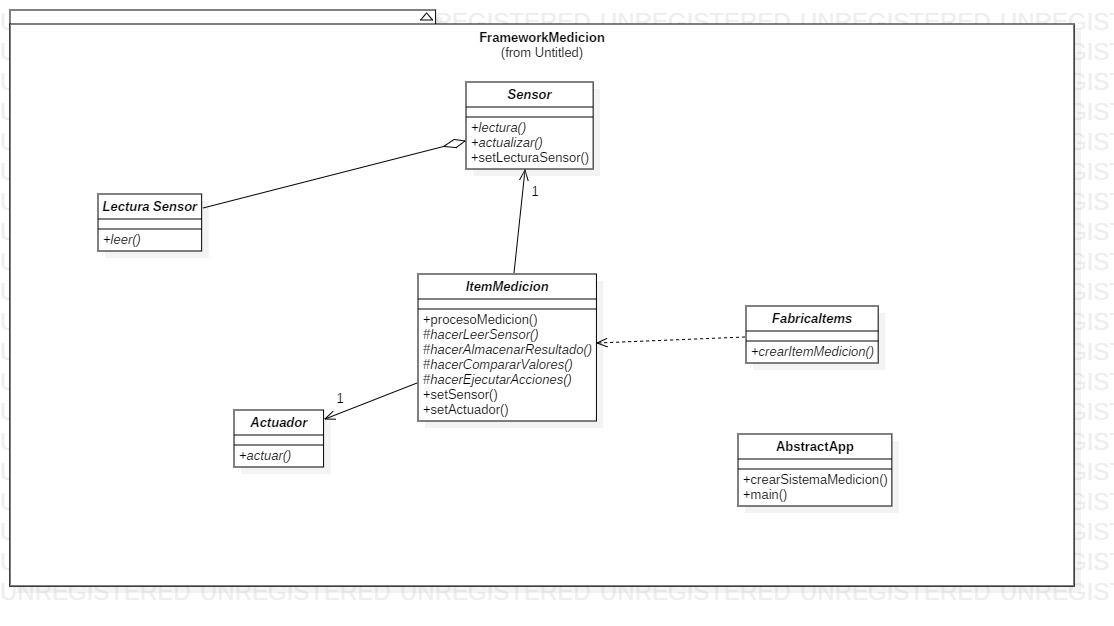 FrameworkMedicion
(from Untitled)
Sensor
+lectura()
+actualizar()
+setLecturaSensor()
1
Lectura Sensor
+leer()
ItemMedicion
+procesoMedicion()
#hacerLeerSensor()
#hacerAlmacenarResultado()
#hacerCompararValores()
#hacerEjecutarAcciones()
+setSensor()
+setActuador()
FabricaItems
+crearItemMedicion()
1
Actuador
+actuar()
AbstractApp
+crearSistemaMedicion()
+main()
UNREGISTERED UNREGISTERED UNREGISTERED UNREGISTERED UNREGISTERED UNREGIS